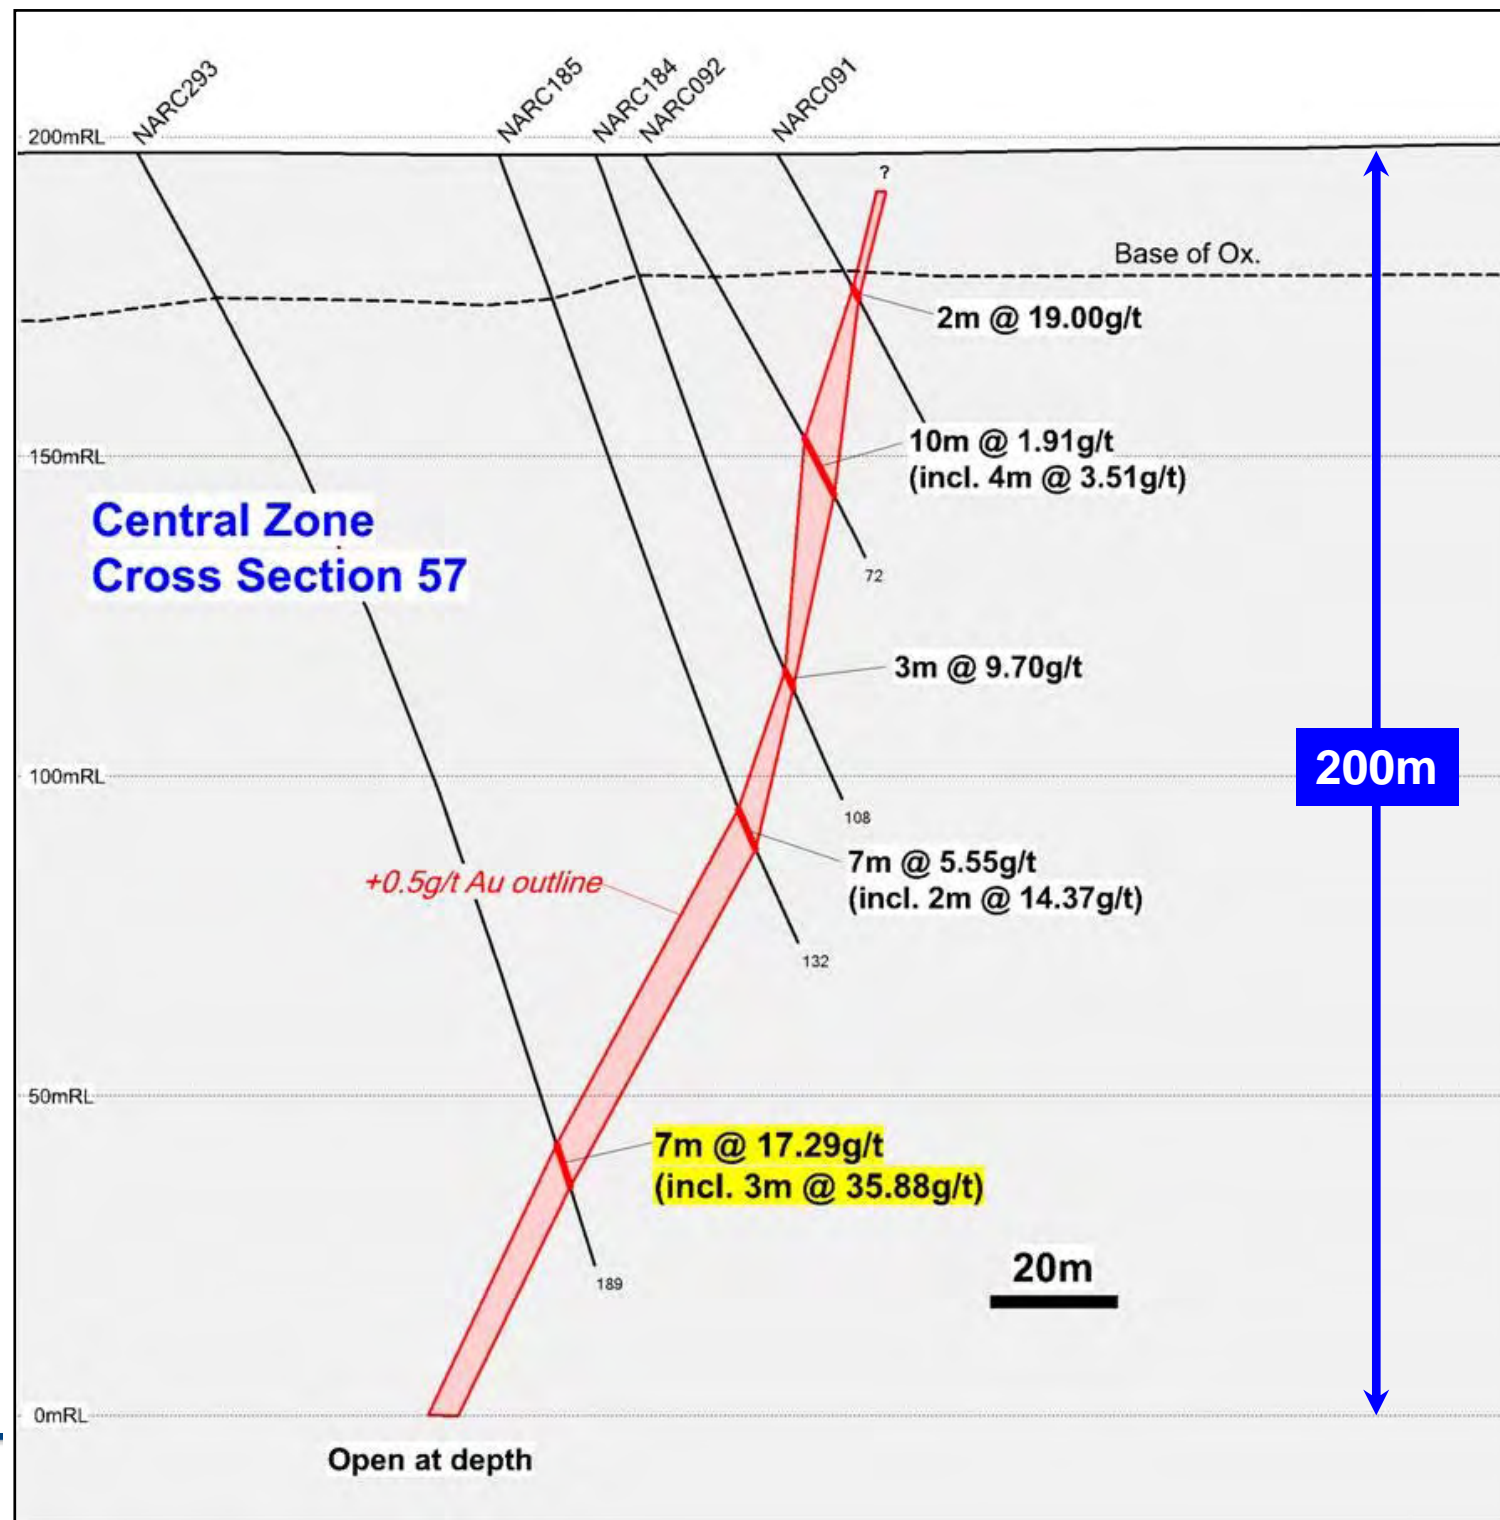 NARC293
NARC185
NARC184
NARC092
NARC091
200mRL
?
Base of Ox.
2m @ 19.00g/t
10m @ 1.91g/t
(incl. 4m @ 3.51g/t)
150mRL
Central Zone
Cross Section 57
72
3m @ 9.70g/t
100mRL
200m
108
7m @ 5.55g/t
(incl. 2m @ 14.37g/t)
+0.5g/t Au outline
132
50mRL
7m @ 17.29g/t
(incl. 3m @ 35.88g/t)
20m
189
0mRL
Open at depth